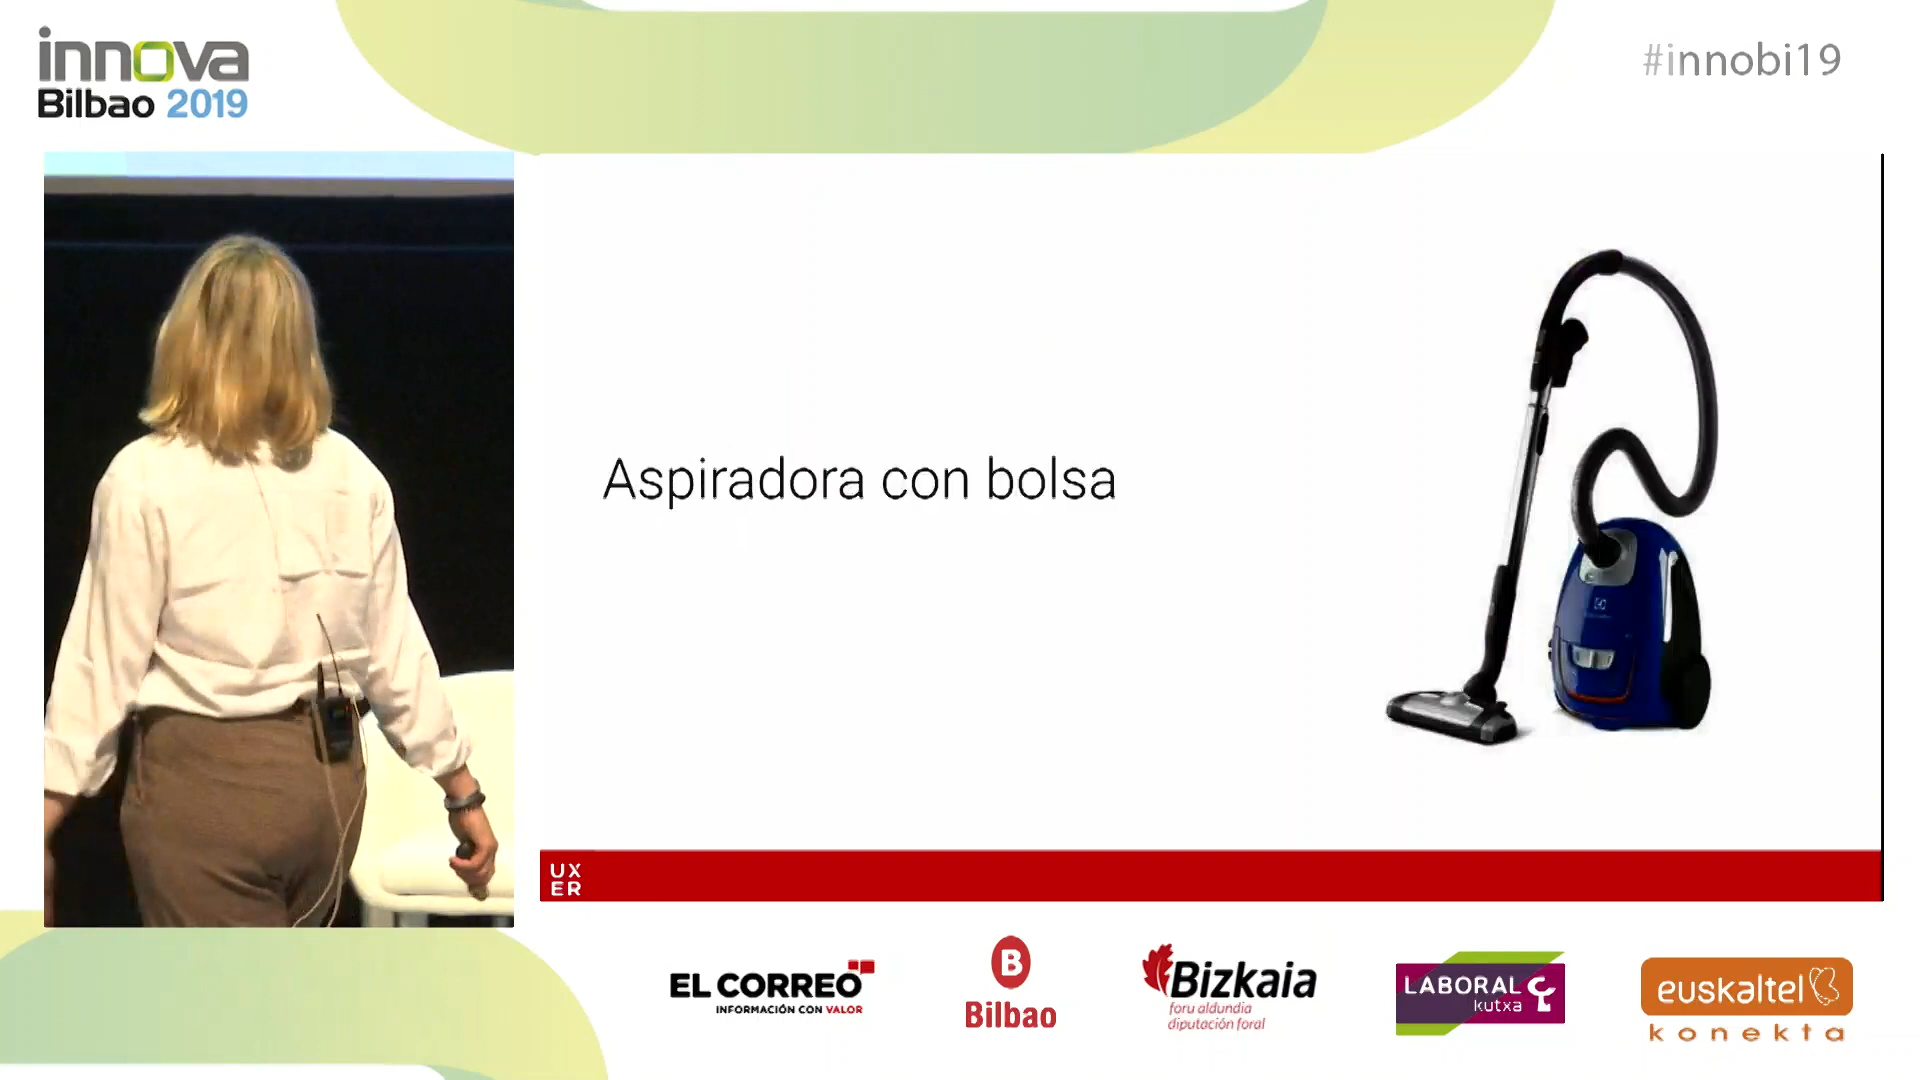 innova
Bilbao 2019
#innobi19
Aspiradora con bolsa
UX
ER
EL CORREO
INFORMACIÓN CON VALOR
B
Bilbao
Bizkaia
foru aldundia
diputación foral
LABORAL
kutxa
euskaltel
konekta